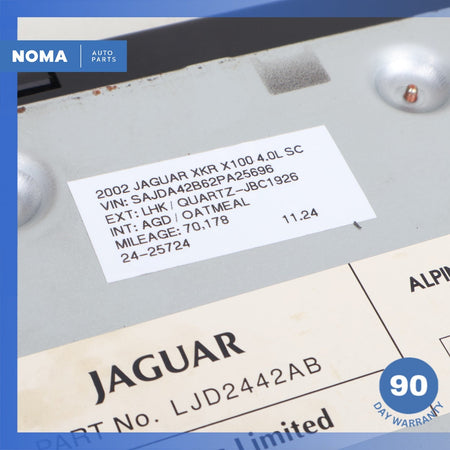 NOMA AUTO PARTS
2002 JAGUAR XKR X100 4.0L SC
VIN: SAJDA42B62PA25696
EXT: LHK / QUARTZ-JBC1926
INT: AGD / OATMEAL
MILEAGE: 70,178 11.24
24-25724
JAGUAR
PART No. LJD2442AB
Limited
90
DAY WARRANTY